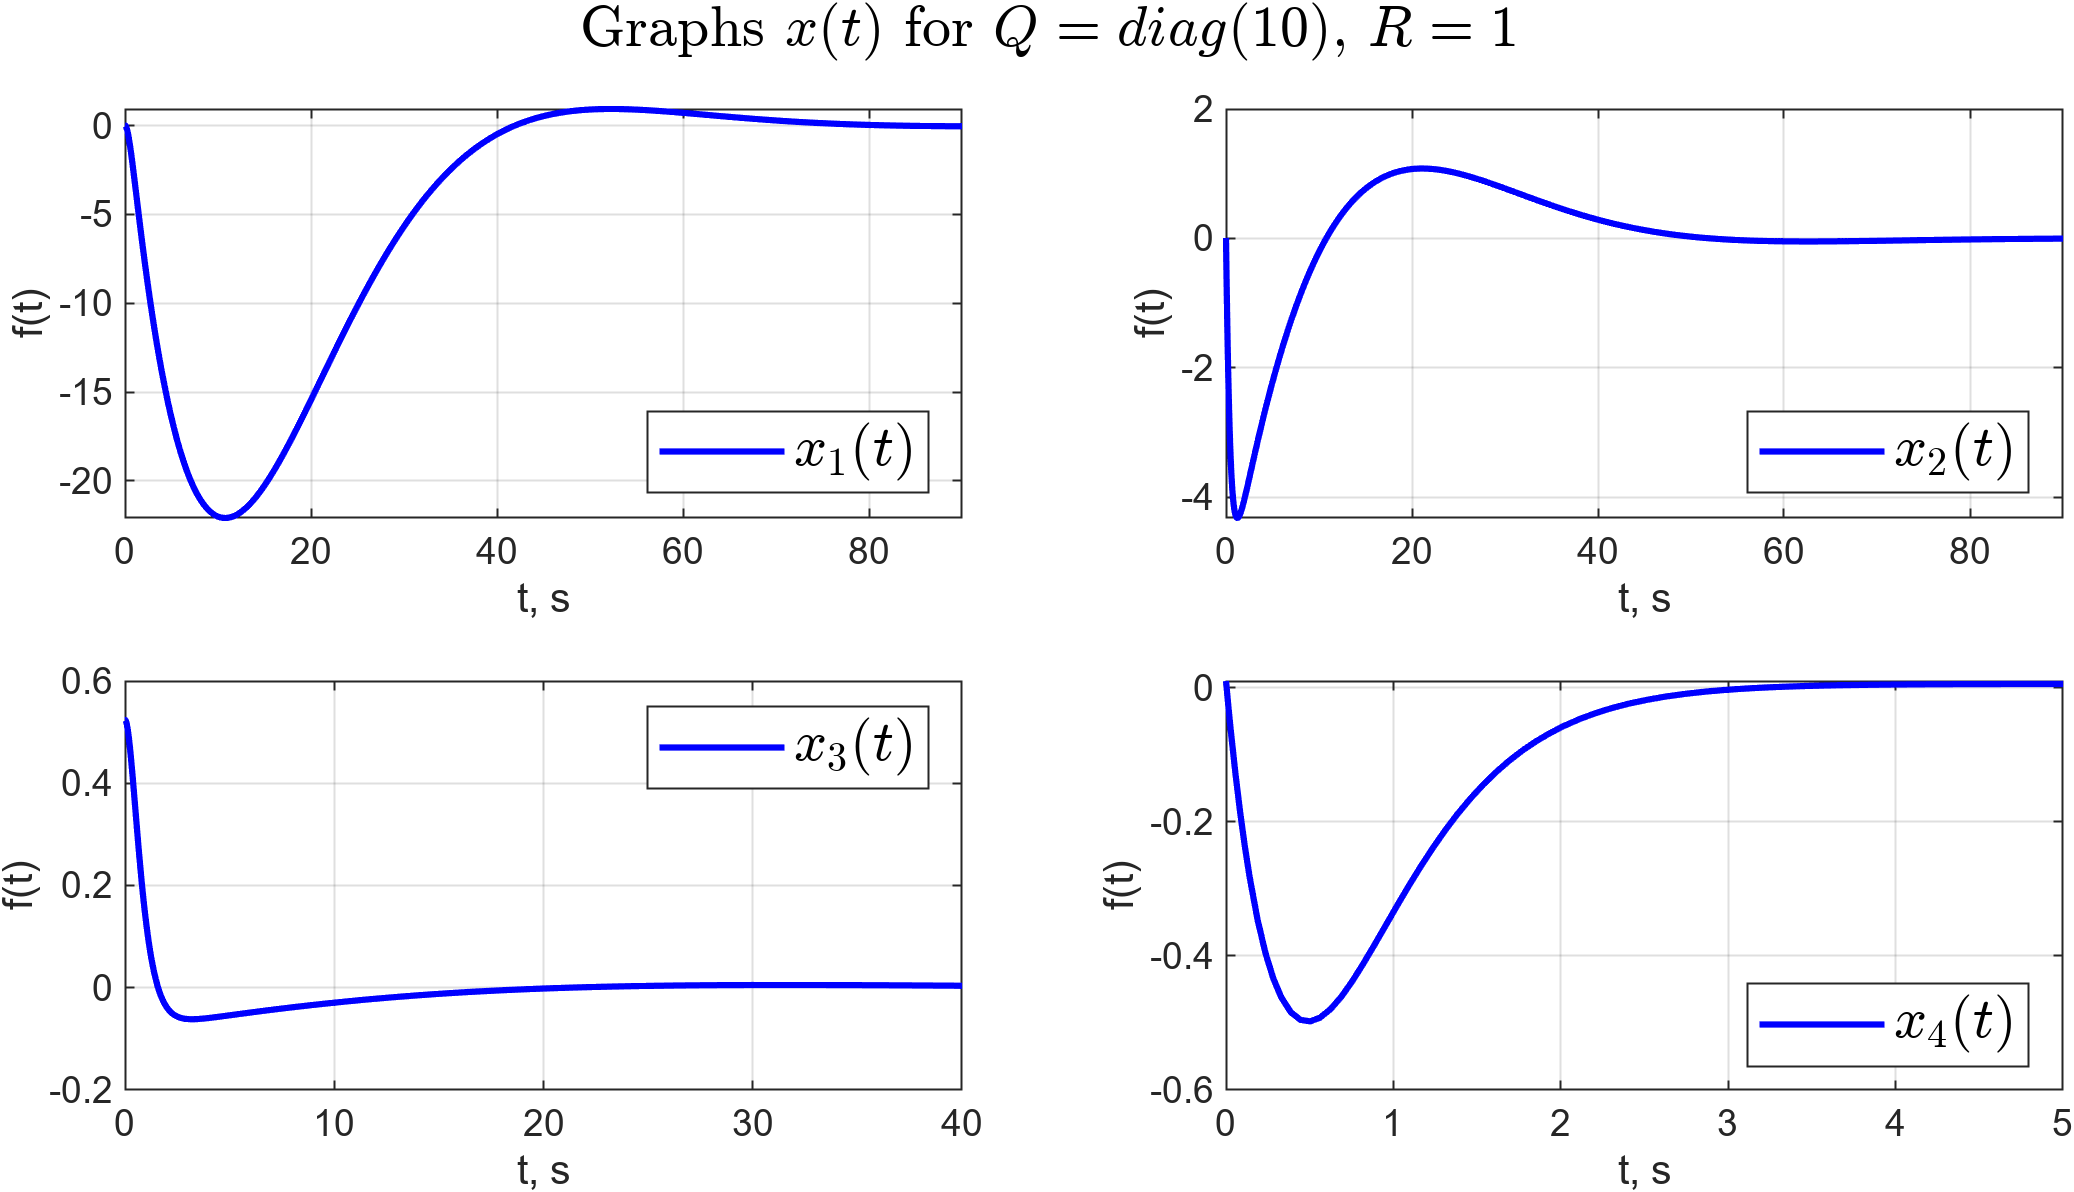 Graphs x(t) for Q = diag(10), R = 1
0
-5
-10
-15
-20
f(t)
x₁(t)
0 20 40 60 80
t, s
2
0
-2
-4
f(t)
x₂(t)
0 20 40 60 80
t, s
0.6
0.4
0.2
0
-0.2
f(t)
x₃(t)
0 10 20 30 40
t, s
0
-0.2
-0.4
-0.6
f(t)
x₄(t)
0 1 2 3 4 5
t, s